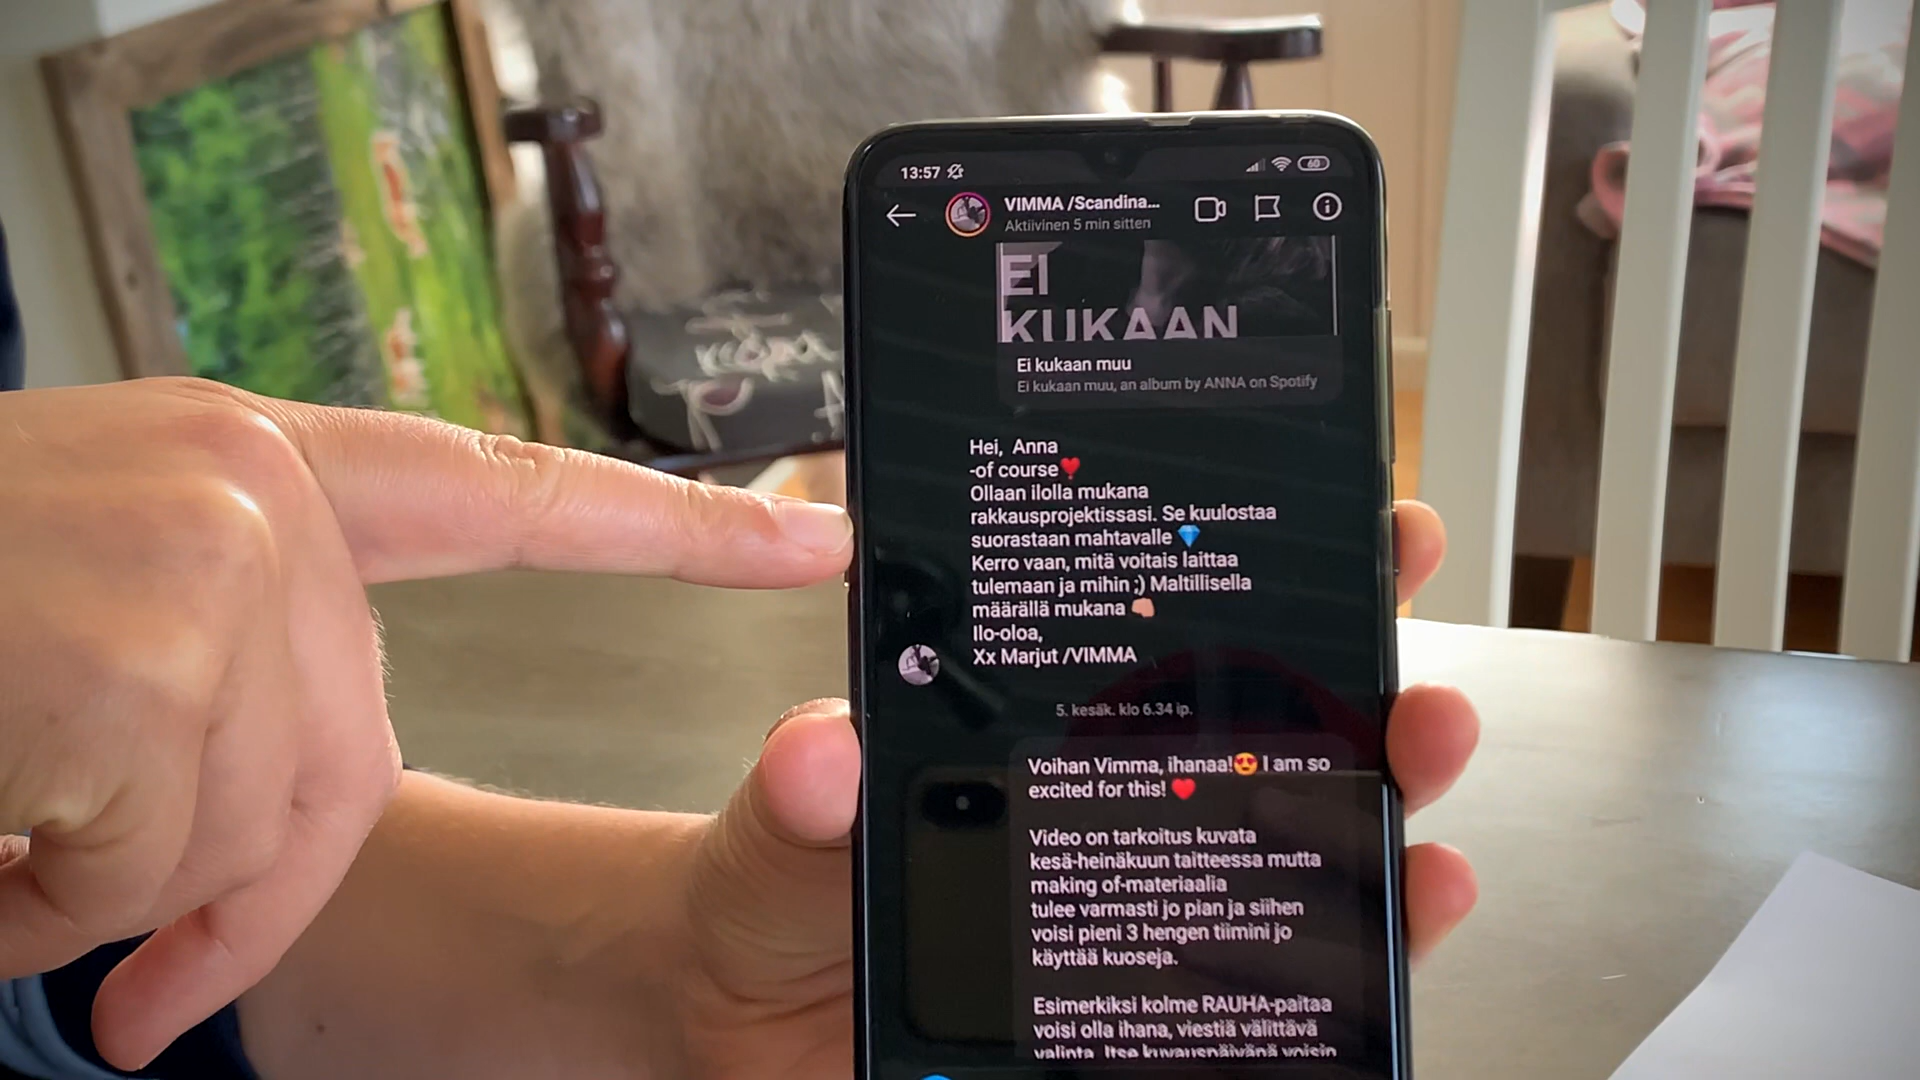 13:57
60
VIMMA /Scandina...
Aktiivinen 5 min sitten
EI
KUKAAN
Ei kukaan muu
Ei kukaan muu, an album by ANNA on Spotify
Hei, Anna
-of course❣️
Ollaan ilolla mukana
rakkausprojektissasi. Se kuulostaa
suorastaan mahtavalle 💎
Kerro vaan, mitä voitais laittaa
tulemaan ja mihin ;) Maltillisella
määrällä mukana 👊🏻
Ilo-oloa,
Xx Marjut /VIMMA
5. kesäk. klo 6.34 ip.
Voihan Vimma, ihanaa!😍 I am so
excited for this! ❤️
Video on tarkoitus kuvata
kesä-heinäkuun taitteessa mutta
making of-materiaalia
tulee varmasti jo pian ja siihen
voisi pieni 3 hengen tiimini jo
käyttää kuoseja.
Esimerkiksi kolme RAUHA-paitaa
voisi olla ihana, viestiä välittävä
valinta. Itse kuvauspäivänä voisin